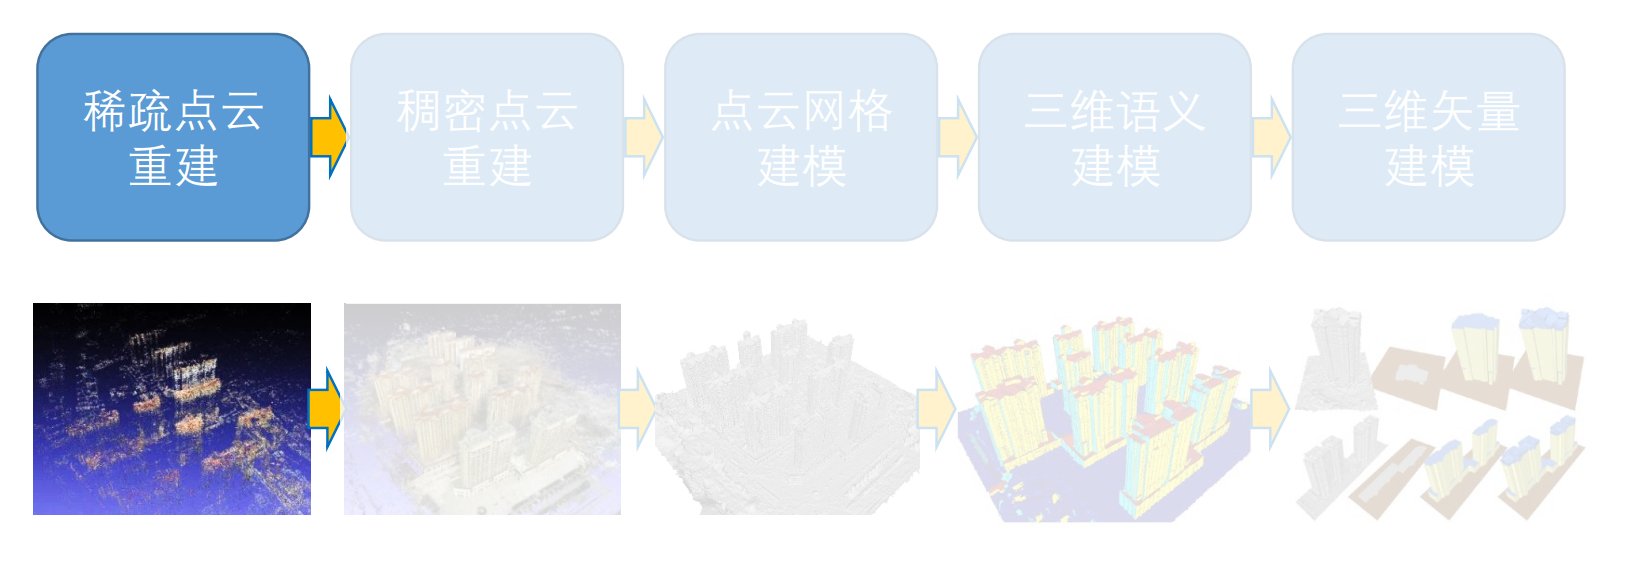 稀疏点云
重建
稠密点云
重建
点云网格
建模
三维语义
建模
三维矢量
建模